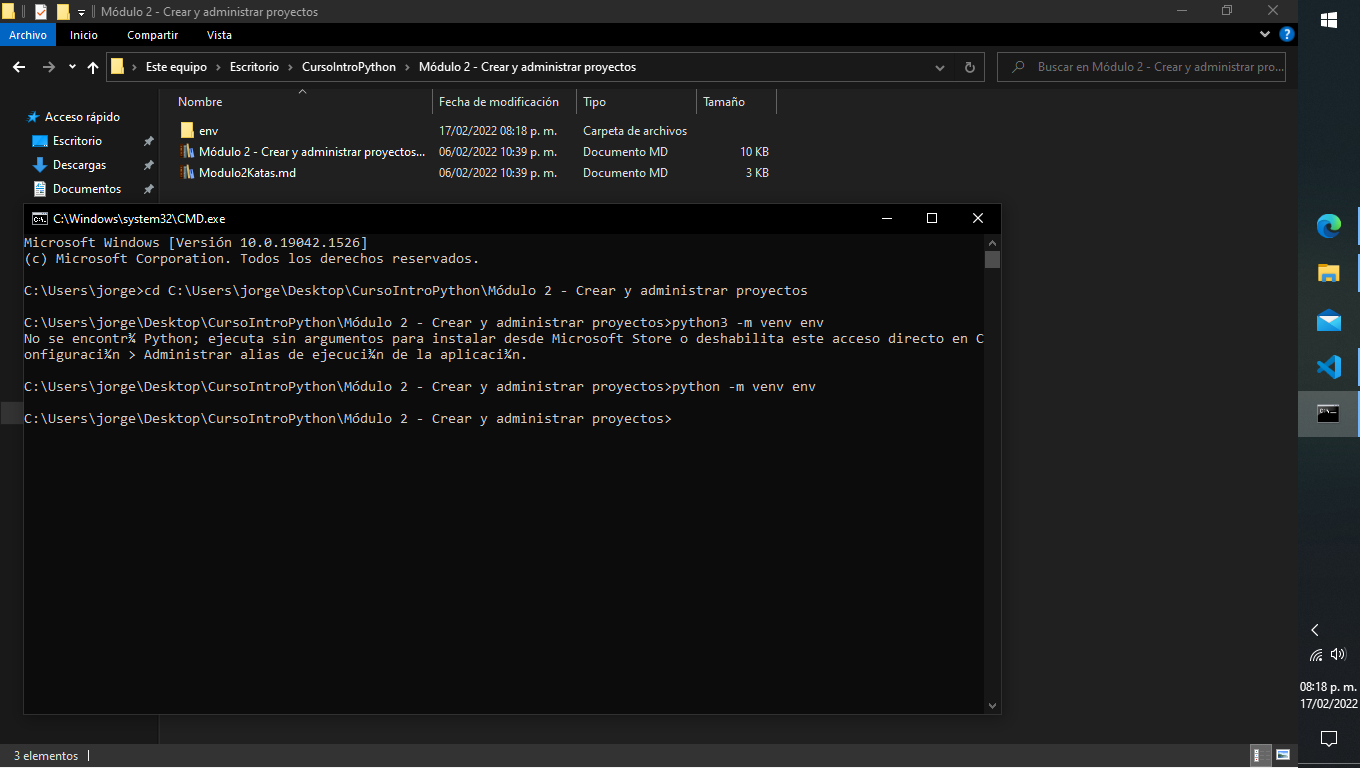 Módulo 2 - Crear y administrar proyectos
Archivo Inicio Compartir Vista
Este equipo Escritorio CursoIntroPython Módulo 2 - Crear y administrar proyectos Buscar en Módulo 2 - Crear y administrar pro...
Nombre Fecha de modificación Tipo Tamaño
Acceso rápido
Escritorio
Descargas
Documentos
env 17/02/2022 08:18 p. m. Carpeta de archivos
Módulo 2 - Crear y administrar proyectos... 06/02/2022 10:39 p. m. Documento MD 10 KB
Modulo2Katas.md 06/02/2022 10:39 p. m. Documento MD 3 KB
C:\Windows\system32\CMD.exe
Microsoft Windows [Versión 10.0.19042.1526]
(c) Microsoft Corporation. Todos los derechos reservados.
C:\Users\jorge>cd C:\Users\jorge\Desktop\CursoIntroPython\Módulo 2 - Crear y administrar proyectos
C:\Users\jorge\Desktop\CursoIntroPython\Módulo 2 - Crear y administrar proyectos>python3 -m venv env
No se encontr¾ Python; ejecuta sin argumentos para instalar desde Microsoft Store o deshabilita este acceso directo en C
onfiguraci¾n > Administrar alias de ejecuci¾n de la aplicaci¾n.
C:\Users\jorge\Desktop\CursoIntroPython\Módulo 2 - Crear y administrar proyectos>python -m venv env
C:\Users\jorge\Desktop\CursoIntroPython\Módulo 2 - Crear y administrar proyectos>
3 elementos
08:18 p. m.
17/02/2022